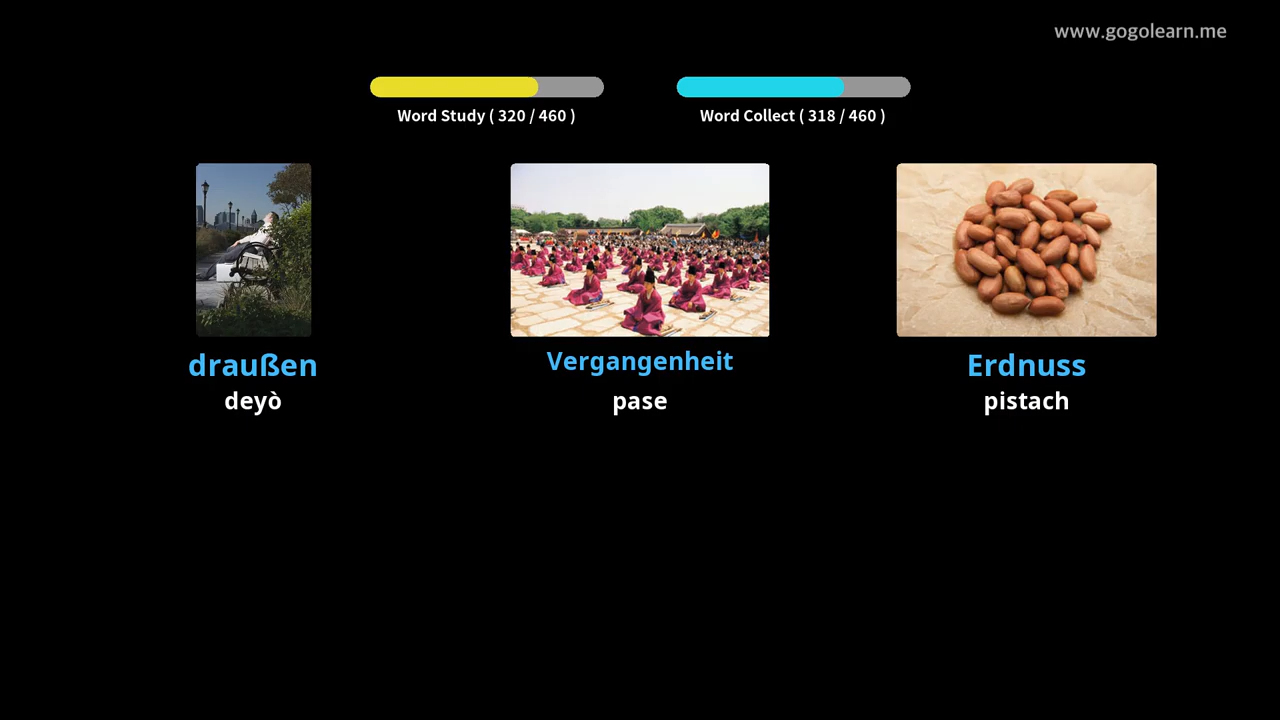 www.gogolearn.me
Word Study ( 320 / 460 )
Word Collect ( 318 / 460 )
draußen
deyò
Vergangenheit
pase
Erdnuss
pistach